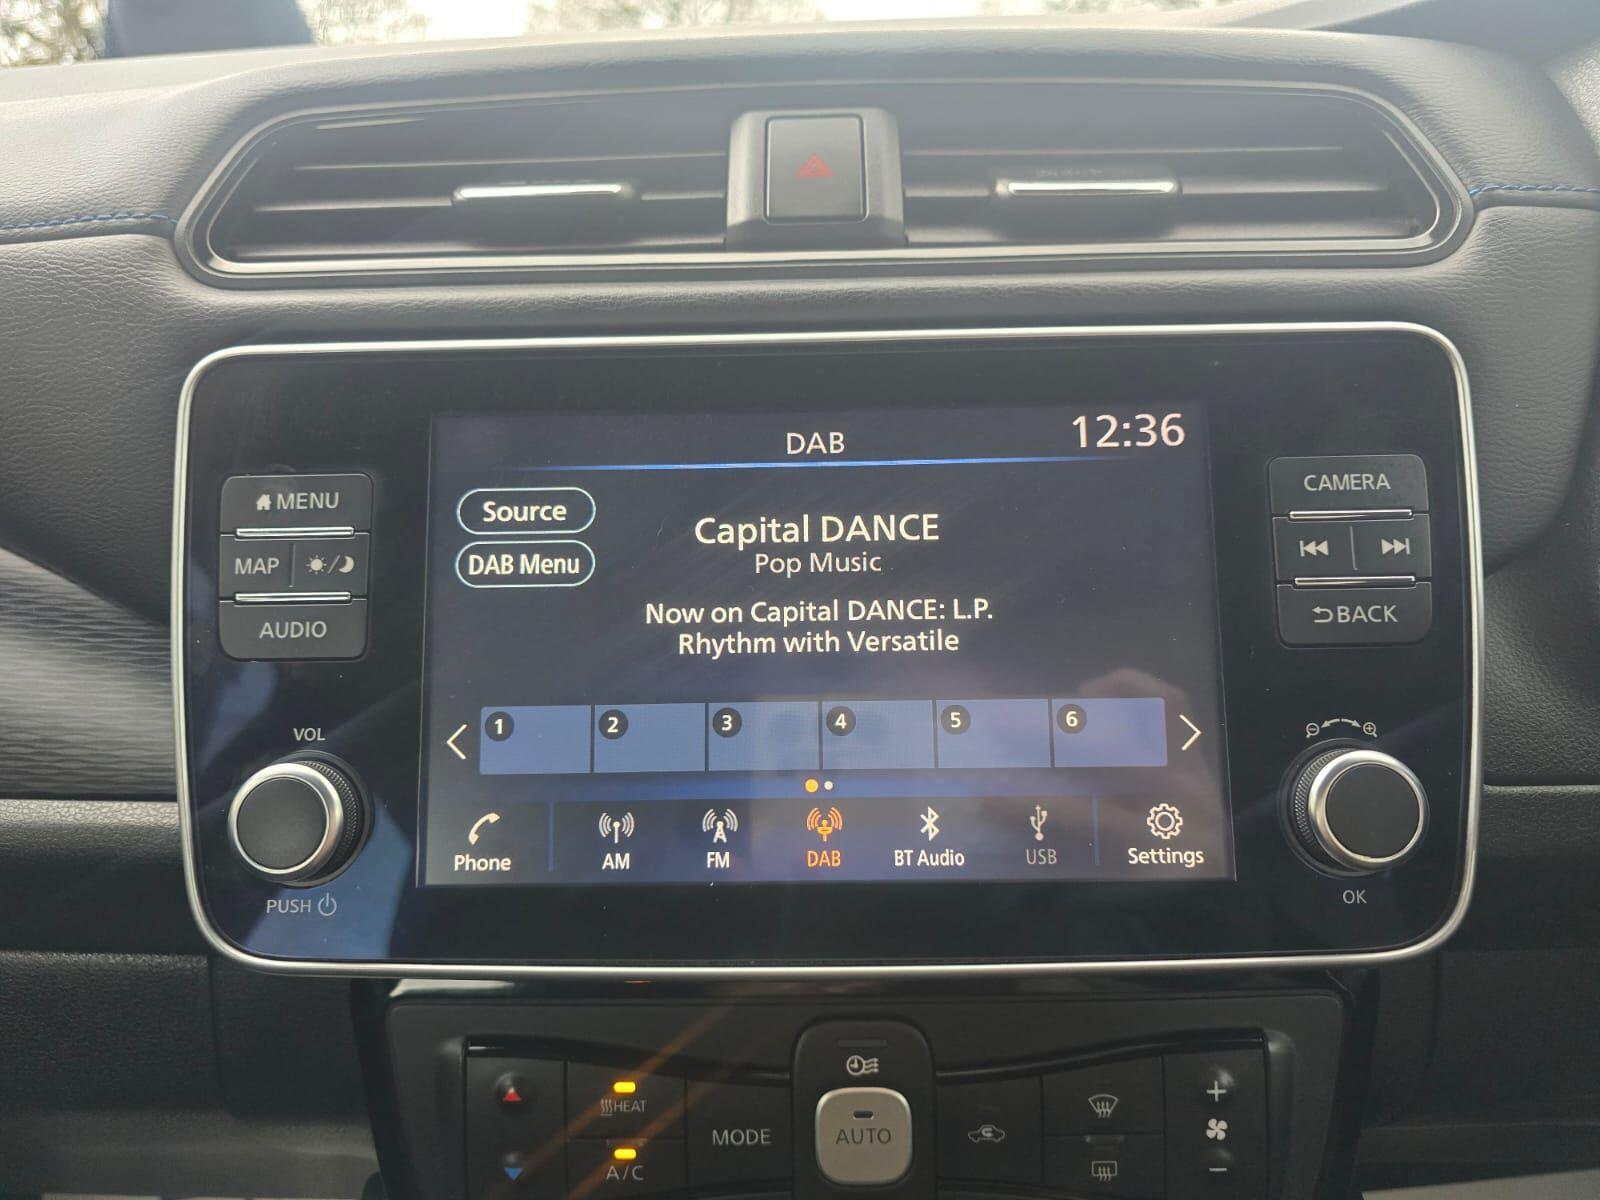 DAB
12:36
MENU
MAP
AUDIO
Source
DAB Menu
Capital DANCE
Pop Music
Now on Capital DANCE: L.P.
Rhythm with Versatile
CAMERA
BACK
VOL
PUSH
1 2 3 4 5 6
Phone
AM
FM
DAB
BT Audio
USB
Settings
OK
HEAT
A/C
MODE
AUTO